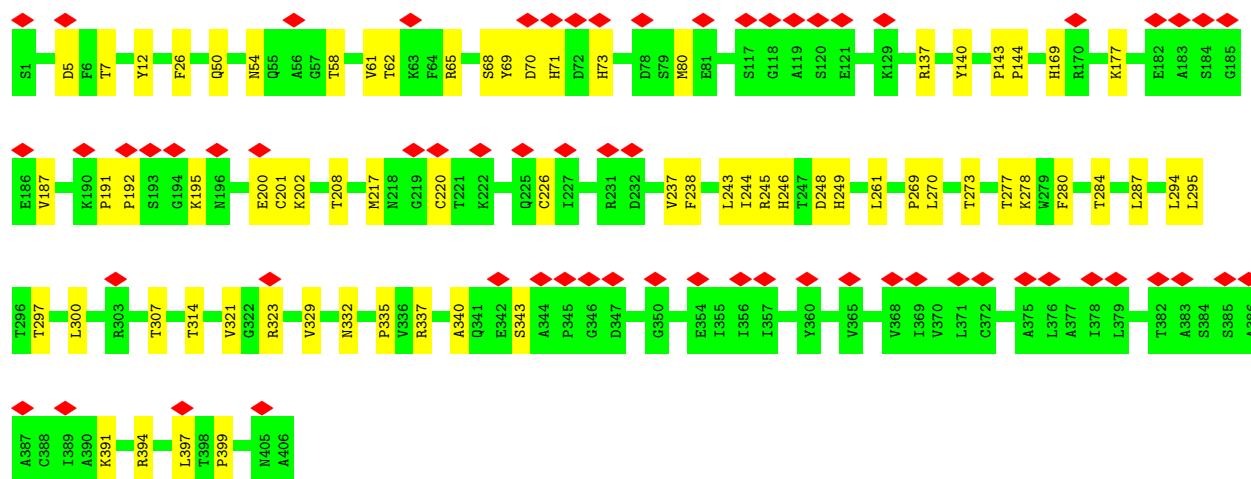 S1 D5 F6 T7 Y12 F26 Q50 N54 Q55 A56 G57 T58 V61 T62 K63 F64 R65 S68 Y69 D70 H71 D72 H73 D78 S79 M80 E81 S117 G118 A119 S120 E121 K129 R137 Y140 P143 P144 H169 R170 K177 E182 A183 S184 G185
E186 V187 K190 P191 P192 S193 G194 K195 N196 E200 C201 K202 T208 M217 N218 G219 C220 T221 K222 Q225 C226 I227 R231 D232 V237 F238 L243 I244 R245 H246 T247 D248 H249 L261 P269 L270 T273 T277 K278 W279 F280 T284 L287 L294 L295
T296 T297 L300 R303 T307 T314 V321 G322 R323 V329 N332 P335 V336 R337 A340 Q341 E342 S343 A344 P345 G346 D347 G350 E354 I355 I356 I357 Y360 V365 V368 I369 V370 L371 C372 A375 L376 A377 I378 L379 T382 A383 S384 S385 A386
A387 C388 I389 A390 K391 R394 L397 T398 P399 N405 A406